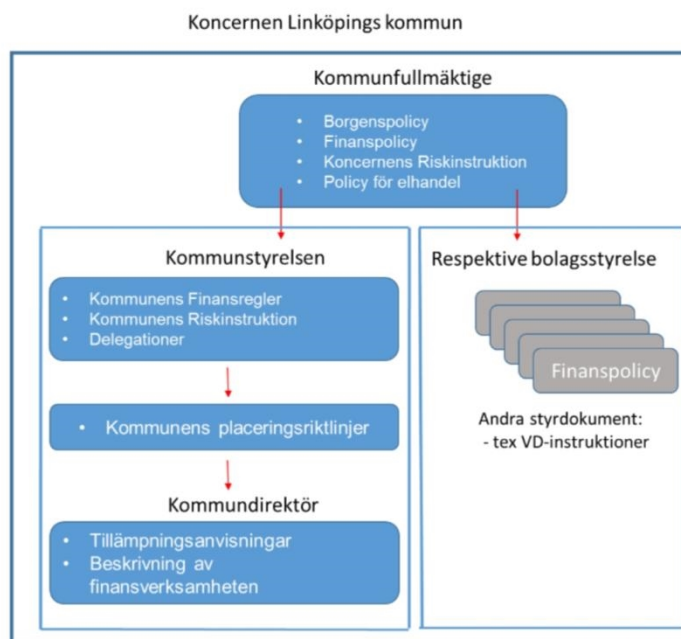 Koncernen Linköpings kommun
Kommunfullmäktige
• Borgenspolicy
• Finanspolicy
• Koncernens Riskinstruktion
• Policy för elhandel
Kommunstyrelsen
• Kommunens Finansregler
• Kommunens Riskinstruktion
• Delegationer
• Kommunens placeringsriktlinjer
Kommundirektör
• Tillämpningsanvisningar
• Beskrivning av
finansverksamheten
Respektive bolagsstyrelse
Finanspolicy
Andra styrdokument:
- tex VD-instruktioner